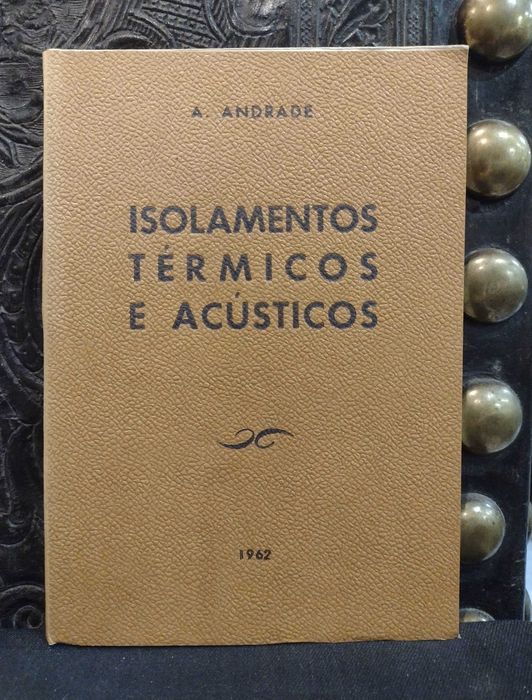 A. ANDRADE
ISOLAMENTOS
TÉRMICOS
E ACÚSTICOS
1962